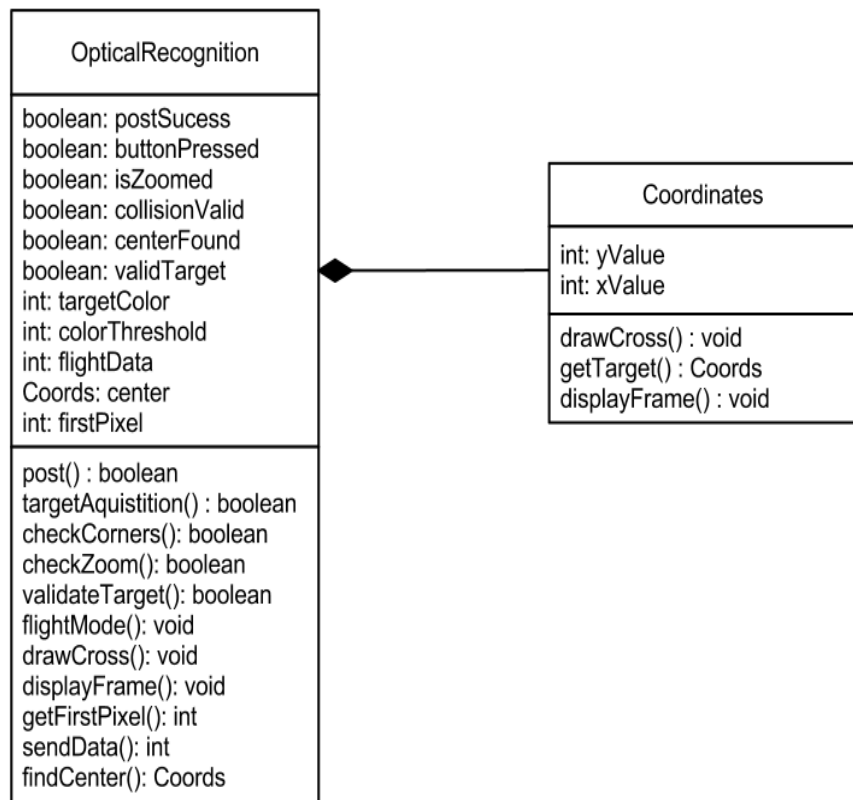 OpticalRecognition
boolean: postSucess
boolean: buttonPressed
boolean: isZoomed
boolean: collisionValid
boolean: centerFound
boolean: validTarget
int: targetColor
int: colorThreshold
int: flightData
Coords: center
int: firstPixel
post() : boolean
targetAquistition() : boolean
checkCorners(): boolean
checkZoom(): boolean
validateTarget(): boolean
flightMode(): void
drawCross(): void
displayFrame(): void
getFirstPixel(): int
sendData(): int
findCenter(): Coords
Coordinates
int: yValue
int: xValue
drawCross() : void
getTarget() : Coords
displayFrame() : void